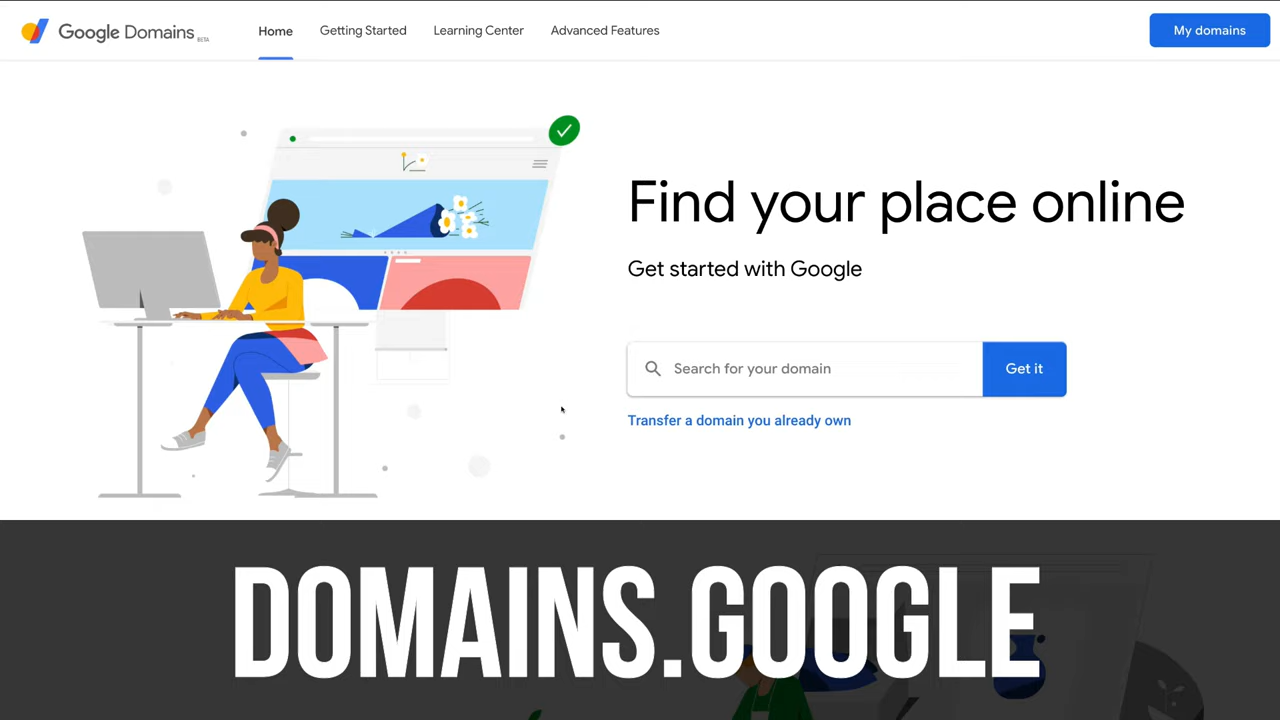 Google Domains BETA
Home
Getting Started
Learning Center
Advanced Features
My domains
Find your place online
Get started with Google
Search for your domain
Get it
Transfer a domain you already own
DOMAINS.GOOGLE